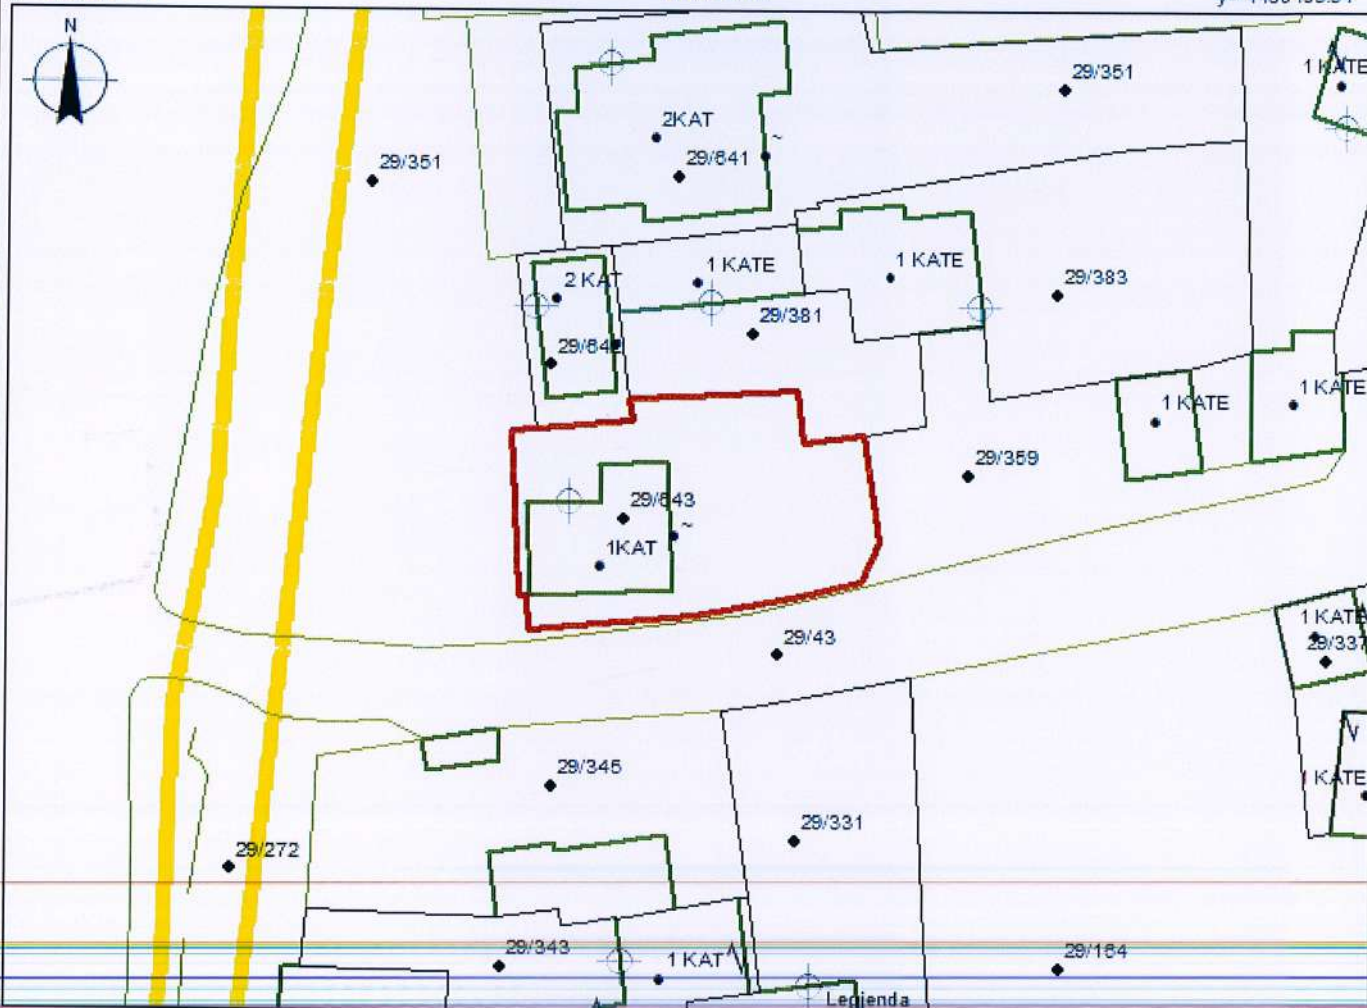 N
29/351
1 KATE
29/351
2KAT
~
29/641
1 KATE
1 KATE
29/383
2 KAT
29/381
29/642
1 KATE
1 KATE
29/359
29/643
~
1KAT
1 KATE
29/43
29/337
29/345
1 KATE
29/331
29/272
29/343
1 KAT
29/164
Legjenda